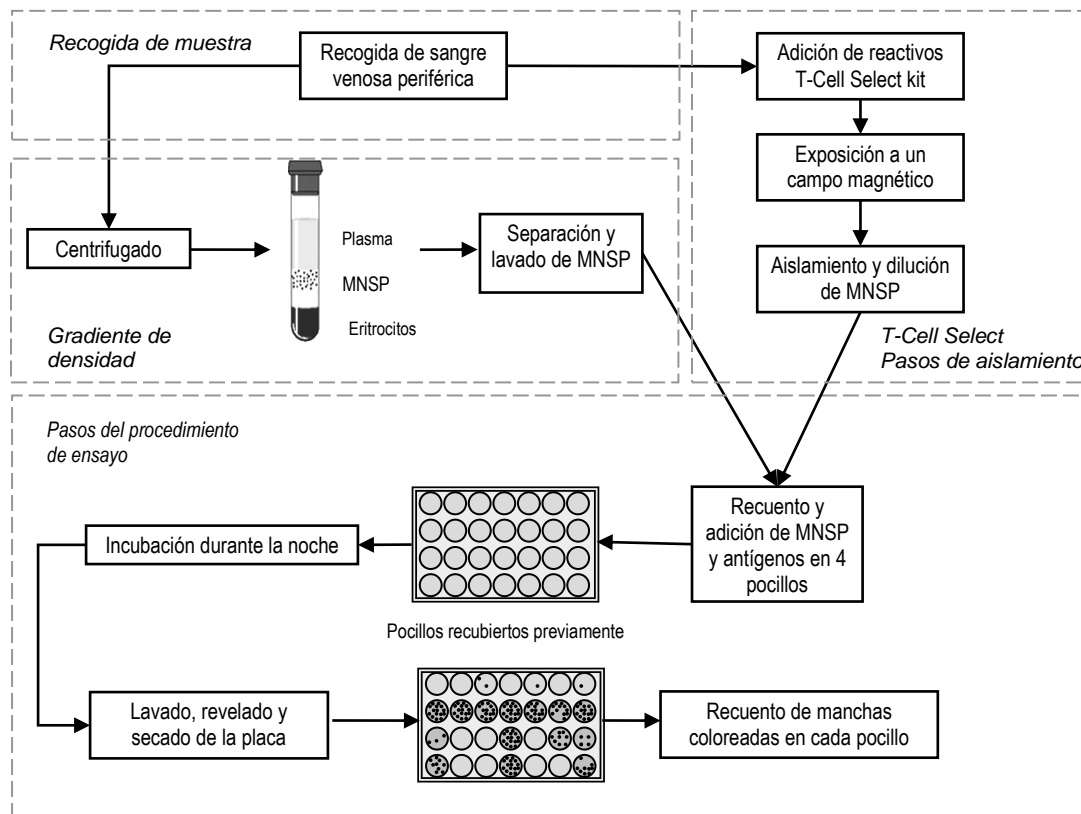 Recogida de muestra
Recogida de sangre
venosa periférica
Adición de reactivos
T-Cell Select kit
Exposición a un
campo magnético
Aislamiento y dilución
de MNSP
T-Cell Select
Pasos de aislamiento
Centrifugado
Plasma
MNSP
Eritrocitos
Separación y
lavado de MNSP
Gradiente de
densidad
Pasos del procedimiento
de ensayo
Recuento y
adición de MNSP
y antígenos en 4
pocillos
Incubación durante la noche
Pocillos recubiertos previamente
Lavado, revelado y
secado de la placa
Recuento de manchas
coloreadas en cada pocillo